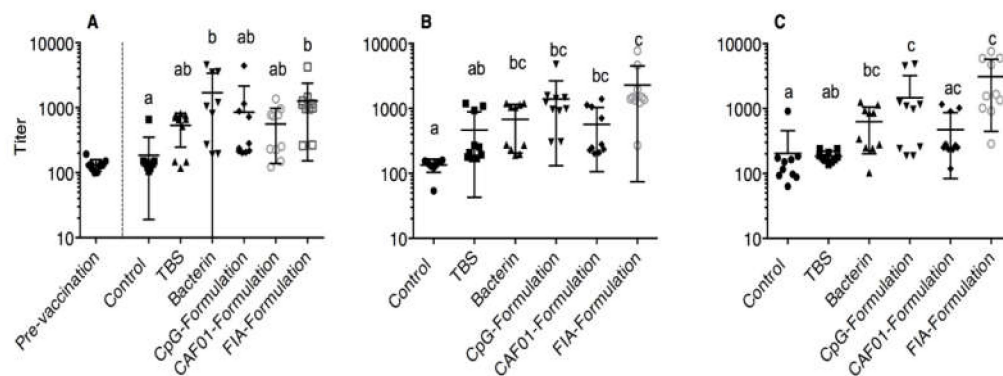 A
Titer
10000
1000
100
10
a
ab
b
ab
ab
b
Pre-vaccination
Control
TBS
Bacterin
CpG-Formulation
CAF01-Formulation
FIA-Formulation
B
10000
1000
100
10
a
ab
bc
bc
bc
c
Control
TBS
Bacterin
CpG-Formulation
CAF01-Formulation
FIA-Formulation
C
10000
1000
100
10
a
ab
bc
c
ac
c
Control
TBS
Bacterin
CpG-Formulation
CAF01-Formulation
FIA-Formulation